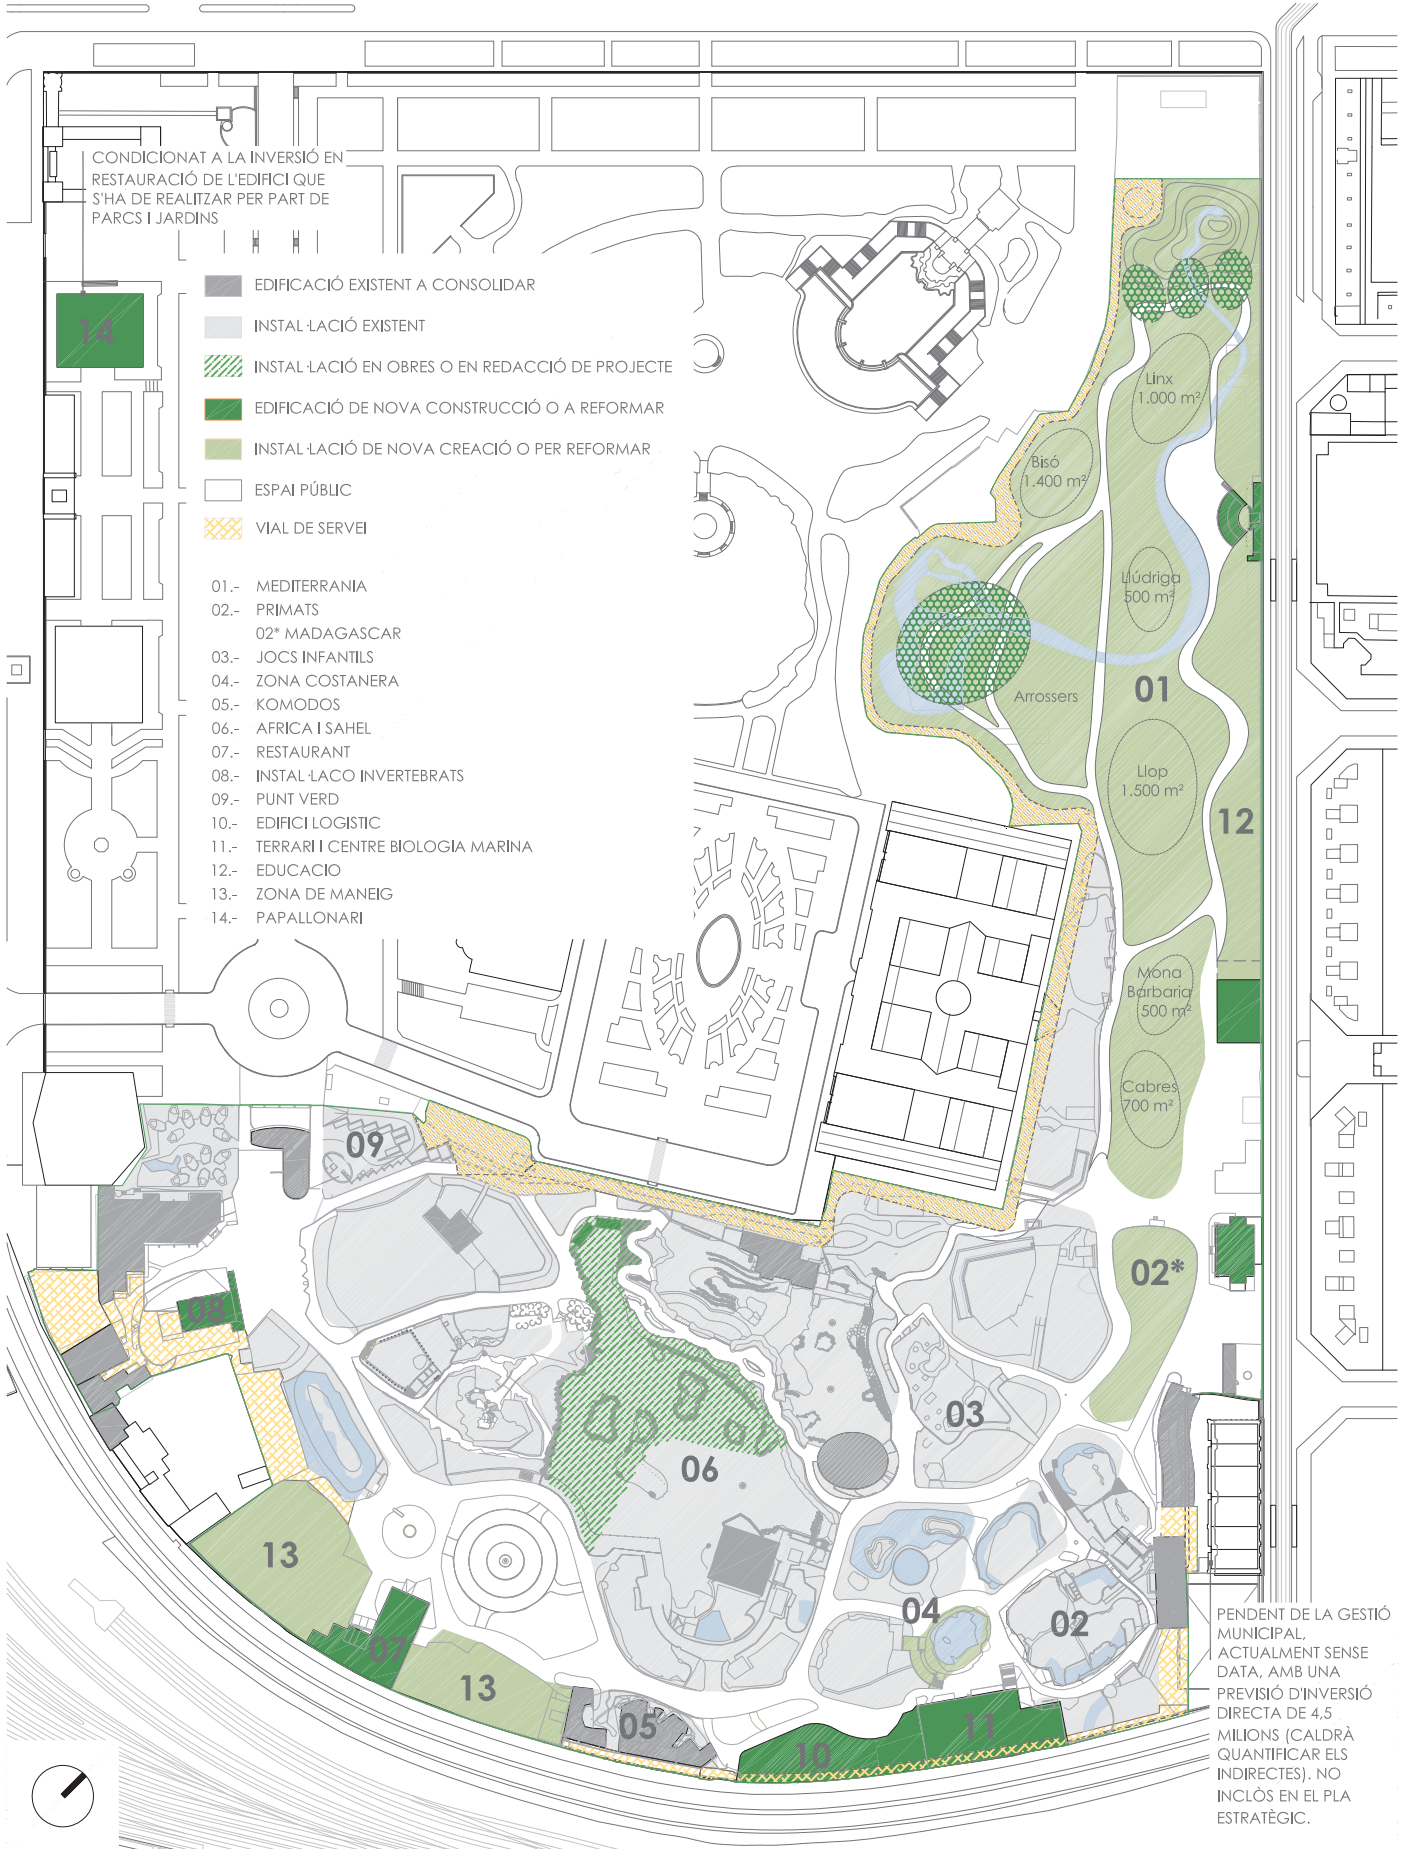 CONDICIONAT A LA INVERSIÓ EN
RESTAURACIÓ DE L'EDIFICI QUE
S'HA DE REALITZAR PER PART DE
PARCS I JARDINS
14
EDIFICACIÓ EXISTENT A CONSOLIDAR
INSTAL·LACIÓ EXISTENT
INSTAL·LACIÓ EN OBRES O EN REDACCIÓ DE PROJECTE
EDIFICACIÓ DE NOVA CONSTRUCCIÓ O A REFORMAR
INSTAL·LACIÓ DE NOVA CREACIÓ O PER REFORMAR
ESPAI PÚBLIC
VIAL DE SERVEI
01.- MEDITERRANIA
02.- PRIMATS
02* MADAGASCAR
03.- JOCS INFANTILS
04.- ZONA COSTANERA
05.- KOMODOS
06.- AFRICA I SAHEL
07.- RESTAURANT
08.- INSTAL·LACO INVERTEBRATS
09.- PUNT VERD
10.- EDIFICI LOGISTIC
11.- TERRARI I CENTRE BIOLOGIA MARINA
12.- EDUCACIO
13.- ZONA DE MANEIG
14.- PAPALLONARI
Linx
1.000 m²
Bisó
1.400 m²
Llúdriga
500 m²
Arrossers
01
Llop
1.500 m²
12
Mona
Barbaria
500 m²
Cabres
700 m²
09
02*
08
03
06
13
04
02
07
13
05
10
11
PENDENT DE LA GESTIÓ
MUNICIPAL,
ACTUALMENT SENSE
DATA, AMB UNA
PREVISIÓ D'INVERSIÓ
DIRECTA DE 4,5
MILIONS (CALDRÀ
QUANTIFICAR ELS
INDIRECTES). NO
INCLÒS EN EL PLA
ESTRATÈGIC.